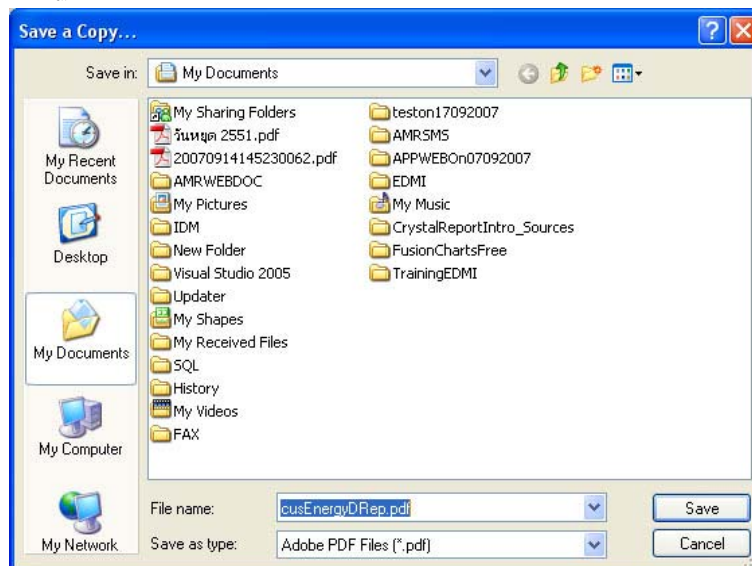 Save a Copy...
Save in:
My Documents
My Recent
Documents
Desktop
My Documents
My Computer
My Network
My Sharing Folders
วันหยุด 2551.pdf
20070914145230062.pdf
AMRWEBDOC
My Pictures
IDM
New Folder
Visual Studio 2005
Updater
My Shapes
My Received Files
SQL
History
My Videos
FAX
teston17092007
AMRSMS
APPWEBOn07092007
EDMI
My Music
CrystalReportIntro_Sources
FusionChartsFree
TrainingEDMI
File name:
cusEnergyDRep.pdf
Save
Save as type:
Adobe PDF Files (*.pdf)
Cancel